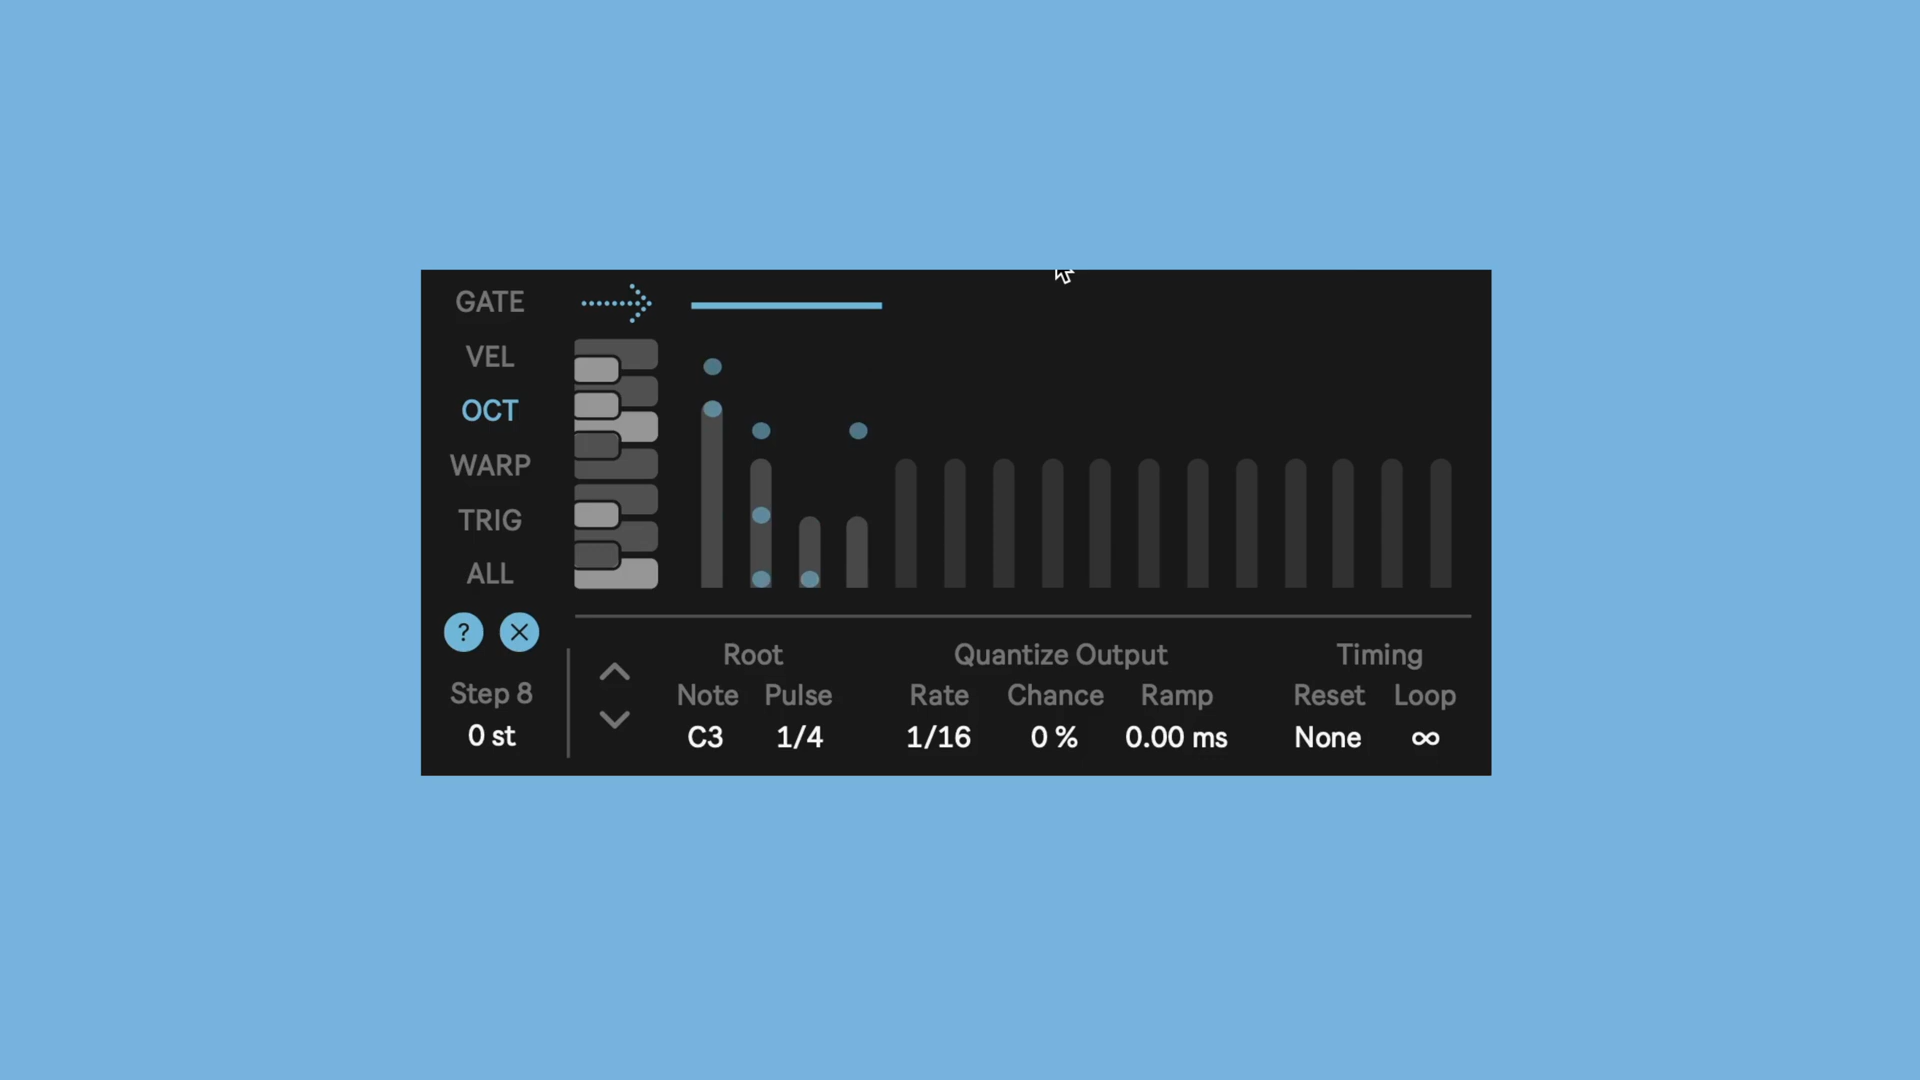 GATE
VEL
OCT
WARP
TRIG
ALL
?
Step 8
0 st
Root
Note Pulse
C3 1/4
Quantize Output
Rate Chance Ramp
1/16 0 % 0.00 ms
Timing
Reset Loop
None ∞